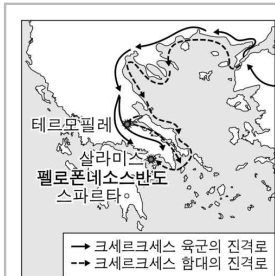 테르모필레
살라미스
펠로폰네소스반도
스파르타
크세르크세스 육군의 진격로
크세르크세스 함대의 진격로